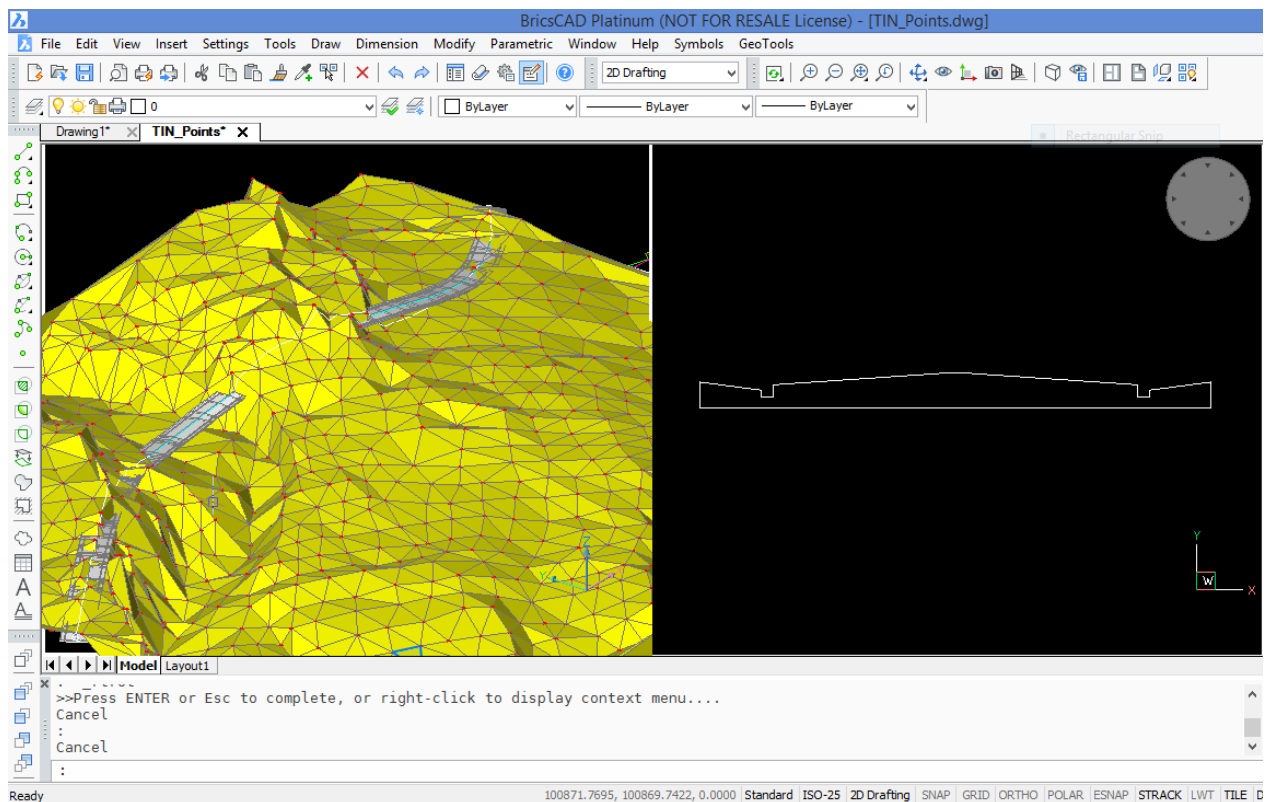 BricsCAD Platinum (NOT FOR RESALE License) - [TIN_Points.dwg]
File Edit View Insert Settings Tools Draw Dimension Modify Parametric Window Help Symbols GeoTools
2D Drafting
0 ByLayer ByLayer ByLayer
Drawing1* TIN_Points*
Rectangular Snip
Y
W X
Model Layout1
>>Press ENTER or Esc to complete, or right-click to display context menu....
Cancel
:
Cancel
:
Ready 100871.7695, 100869.7422, 0.0000 Standard ISO-25 2D Drafting SNAP GRID ORTHO POLAR ESNAP STRACK LWT TILE D